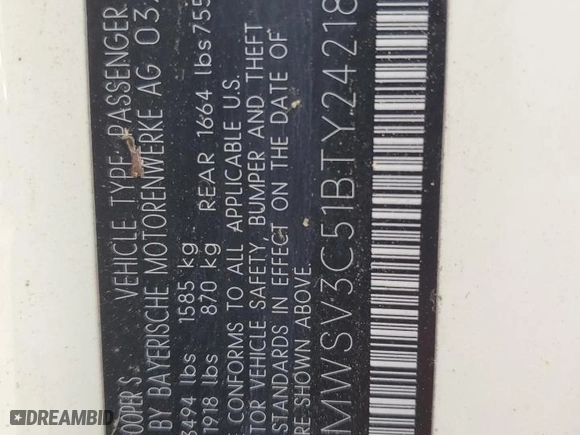 OOPER S VEHICLE TYPE: PASSENGER
BY BAYERISCHE MOTORENWERKE AG 03
3494 lbs 1585 kg
1918 lbs 870 kg REAR 1664 lbs 755
E CONFORMS TO ALL APPLICABLE U.S.
TOR VEHICLE SAFETY, BUMPER AND THEFT
STANDARDS IN EFFECT ON THE DATE OF
RE SHOWN ABOVE.
MWSV3C51BTY24218
DREAMBID